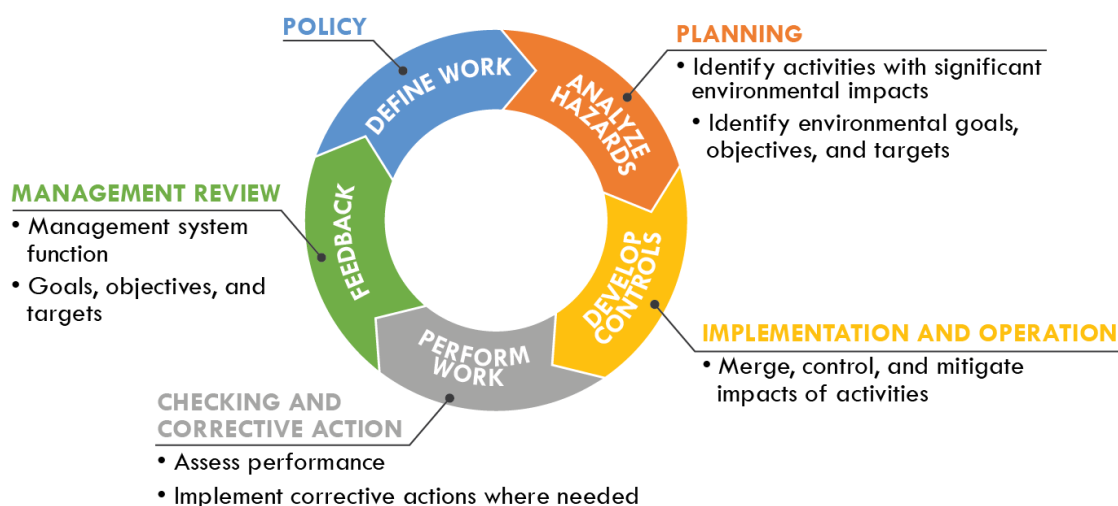 POLICY
DEFINE WORK
PLANNING
• Identify activities with significant
environmental impacts
• Identify environmental goals,
objectives, and targets
ANALYZE
HAZARDS
MANAGEMENT REVIEW
• Management system
function
• Goals, objectives, and
targets
FEEDBACK
DEVELOP
CONTROLS
IMPLEMENTATION AND OPERATION
• Merge, control, and mitigate
impacts of activities
PERFORM
WORK
CHECKING AND
CORRECTIVE ACTION
• Assess performance
• Implement corrective actions where needed